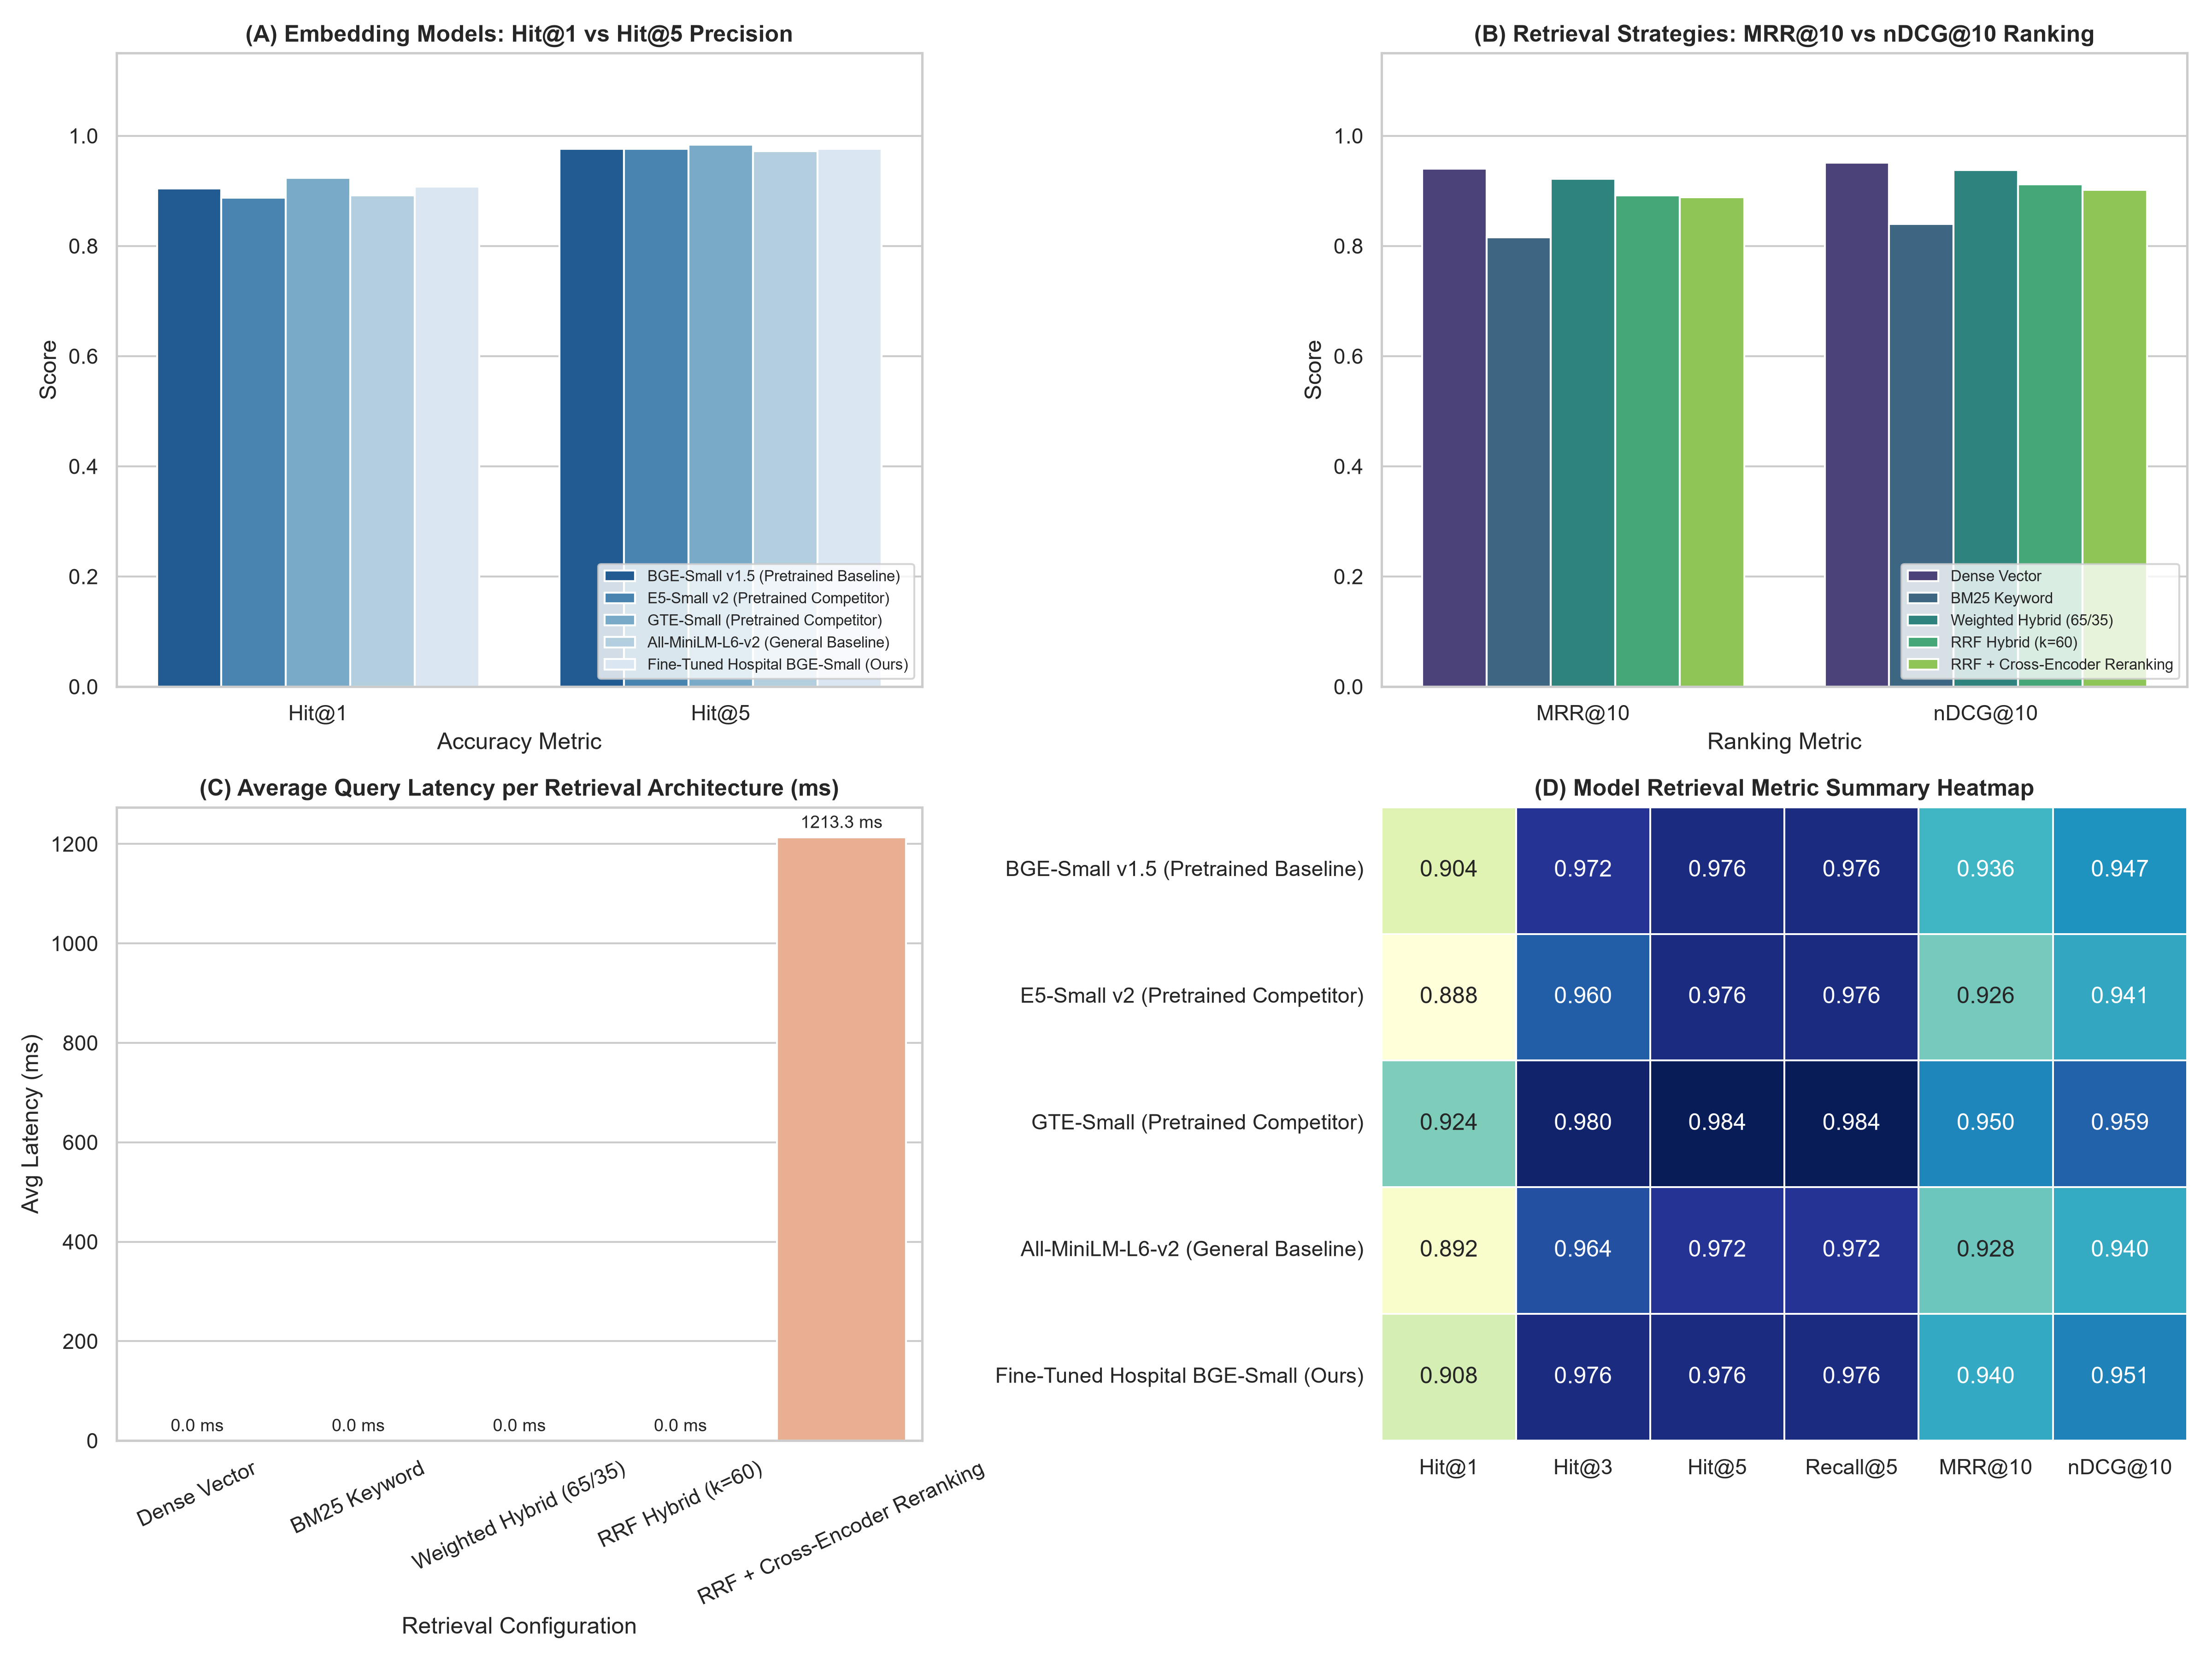 (A) Embedding Models: Hit@1 vs Hit@5 Precision
1.0
0.8
0.6
0.4
0.2
0.0
Score
BGE-Small v1.5 (Pretrained Baseline)
E5-Small v2 (Pretrained Competitor)
GTE-Small (Pretrained Competitor)
All-MiniLM-L6-v2 (General Baseline)
Fine-Tuned Hospital BGE-Small (Ours)
Hit@1 Hit@5
Accuracy Metric
(B) Retrieval Strategies: MRR@10 vs nDCG@10 Ranking
1.0
0.8
0.6
0.4
0.2
0.0
Score
Dense Vector
BM25 Keyword
Weighted Hybrid (65/35)
RRF Hybrid (k=60)
RRF + Cross-Encoder Reranking
MRR@10 nDCG@10
Ranking Metric
(C) Average Query Latency per Retrieval Architecture (ms)
1200
1000
800
600
400
200
0
Avg Latency (ms)
1213.3 ms
0.0 ms 0.0 ms 0.0 ms 0.0 ms
Dense Vector
BM25 Keyword
Weighted Hybrid (65/35)
RRF Hybrid (k=60)
RRF + Cross-Encoder Reranking
Retrieval Configuration
(D) Model Retrieval Metric Summary Heatmap
BGE-Small v1.5 (Pretrained Baseline) 0.904 0.972 0.976 0.976 0.936 0.947
E5-Small v2 (Pretrained Competitor) 0.888 0.960 0.976 0.976 0.926 0.941
GTE-Small (Pretrained Competitor) 0.924 0.980 0.984 0.984 0.950 0.959
All-MiniLM-L6-v2 (General Baseline) 0.892 0.964 0.972 0.972 0.928 0.940
Fine-Tuned Hospital BGE-Small (Ours) 0.908 0.976 0.976 0.976 0.940 0.951
Hit@1 Hit@3 Hit@5 Recall@5 MRR@10 nDCG@10